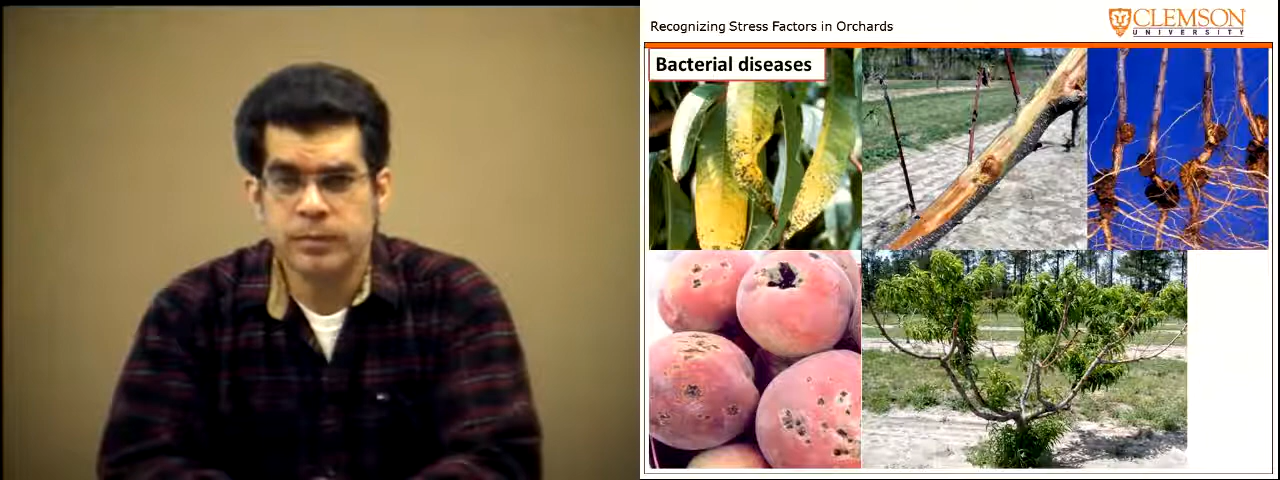 Recognizing Stress Factors in Orchards
CLEMSON
UNIVERSITY
Bacterial diseases